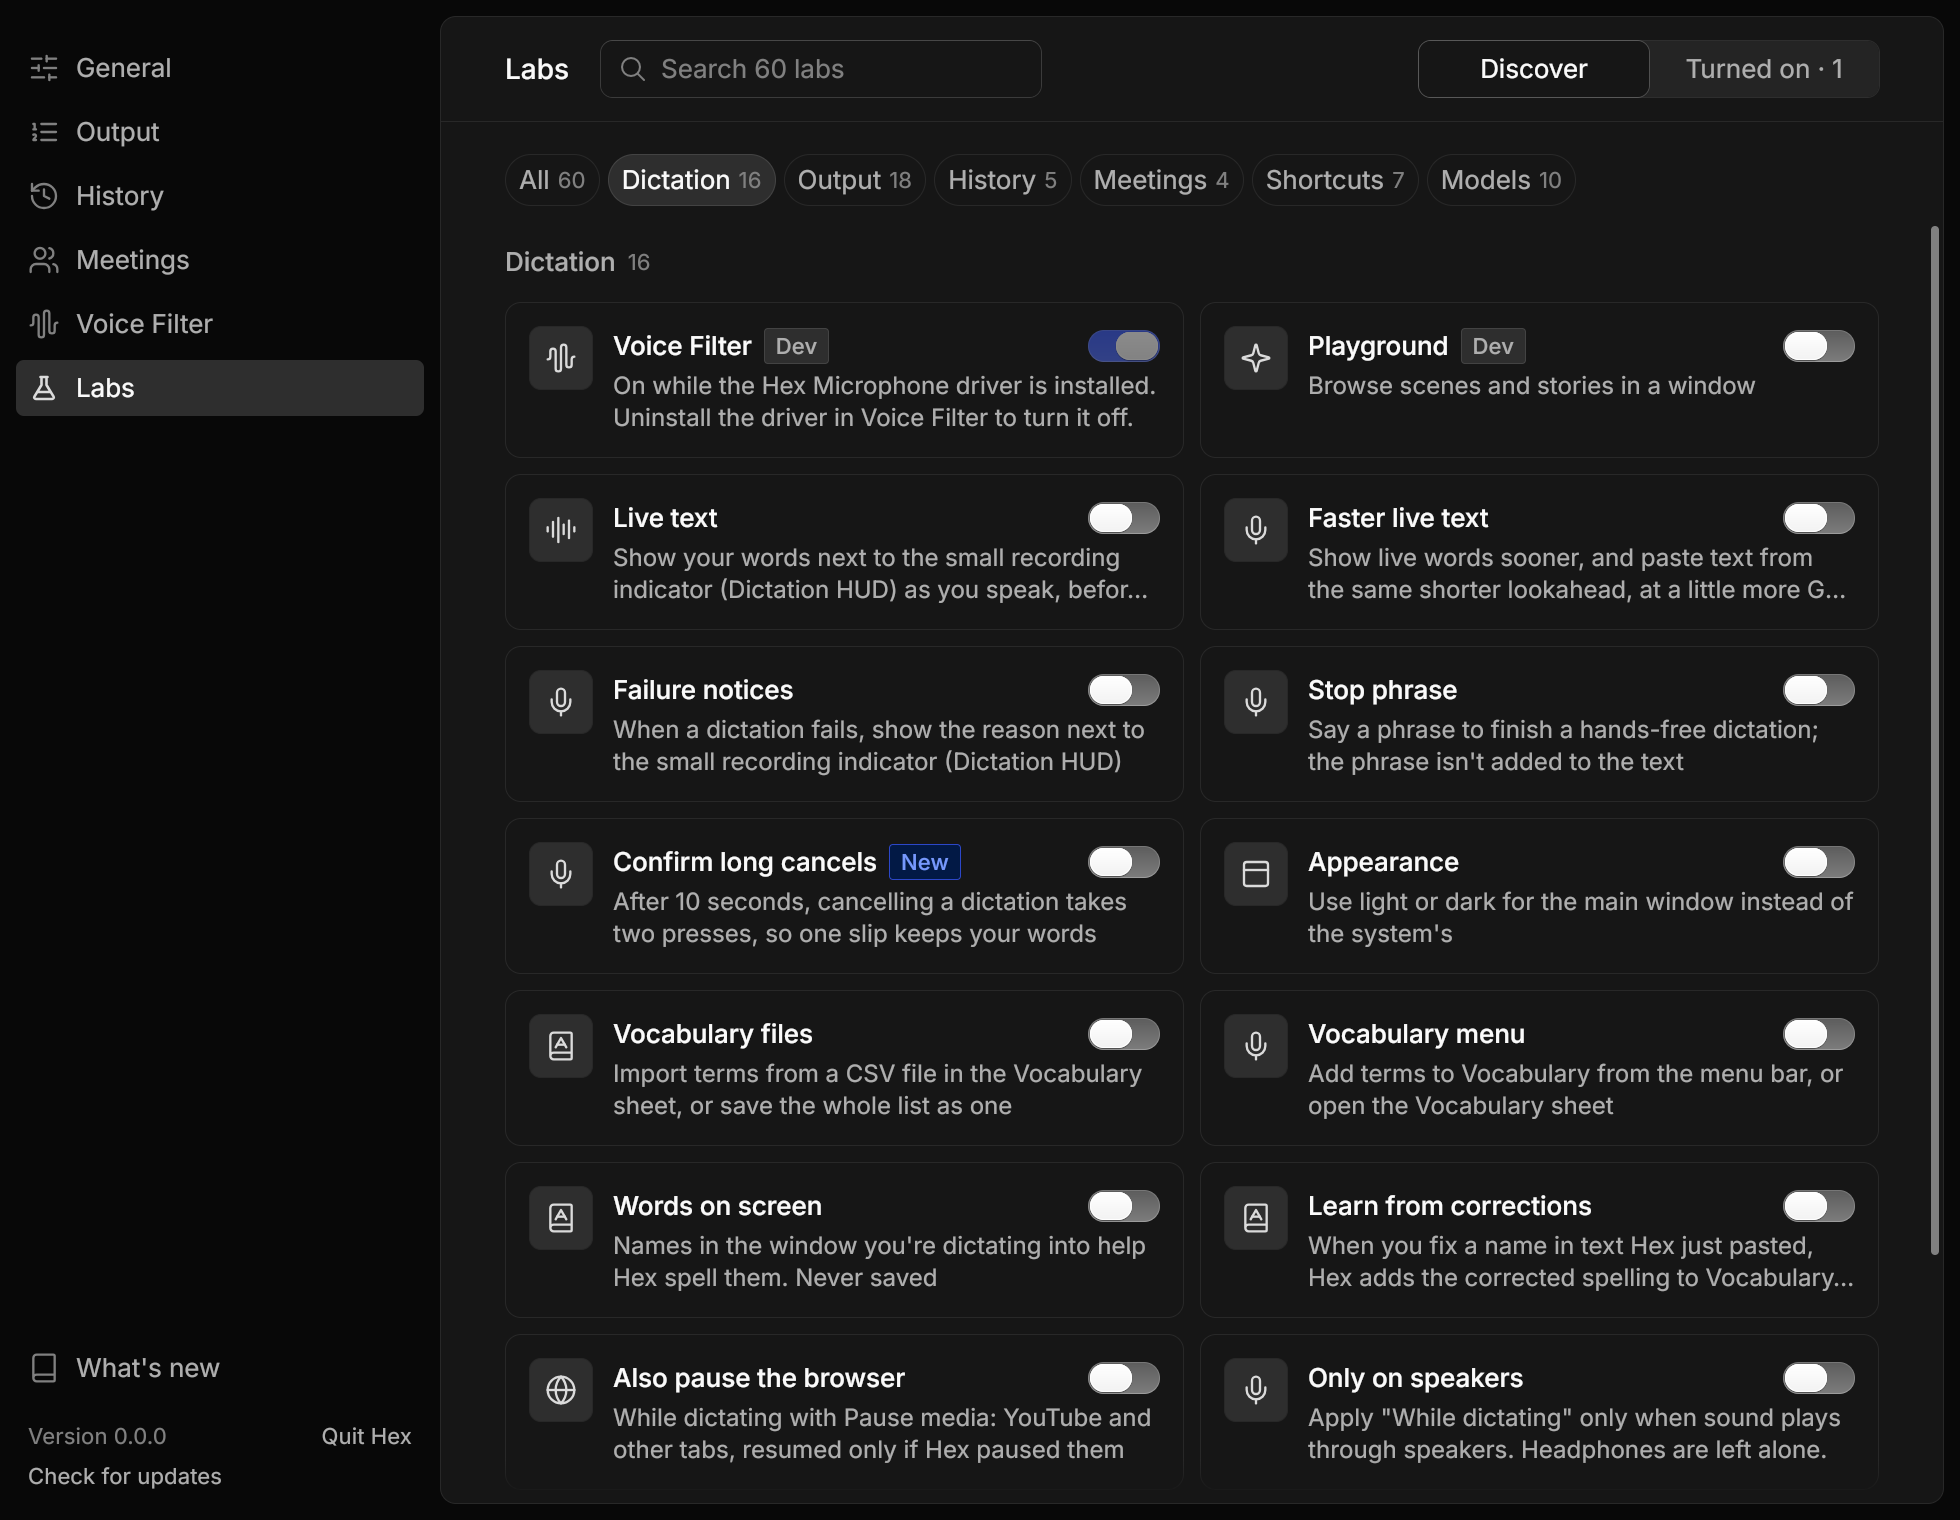 General
Output
History
Meetings
Voice Filter
Labs
What's new
Version 0.0.0
Quit Hex
Check for updates
Labs
Search 60 labs
Discover
Turned on · 1
All 60
Dictation 16
Output 18
History 5
Meetings 4
Shortcuts 7
Models 10
Dictation 16
Voice Filter Dev
On while the Hex Microphone driver is installed.
Uninstall the driver in Voice Filter to turn it off.
Playground Dev
Browse scenes and stories in a window
Live text
Show your words next to the small recording
indicator (Dictation HUD) as you speak, befor...
Faster live text
Show live words sooner, and paste text from
the same shorter lookahead, at a little more G...
Failure notices
When a dictation fails, show the reason next to
the small recording indicator (Dictation HUD)
Stop phrase
Say a phrase to finish a hands-free dictation;
the phrase isn't added to the text
Confirm long cancels New
After 10 seconds, cancelling a dictation takes
two presses, so one slip keeps your words
Appearance
Use light or dark for the main window instead of
the system's
Vocabulary files
Import terms from a CSV file in the Vocabulary
sheet, or save the whole list as one
Vocabulary menu
Add terms to Vocabulary from the menu bar, or
open the Vocabulary sheet
Words on screen
Names in the window you're dictating into help
Hex spell them. Never saved
Learn from corrections
When you fix a name in text Hex just pasted,
Hex adds the corrected spelling to Vocabulary...
Also pause the browser
While dictating with Pause media: YouTube and
other tabs, resumed only if Hex paused them
Only on speakers
Apply "While dictating" only when sound plays
through speakers. Headphones are left alone.